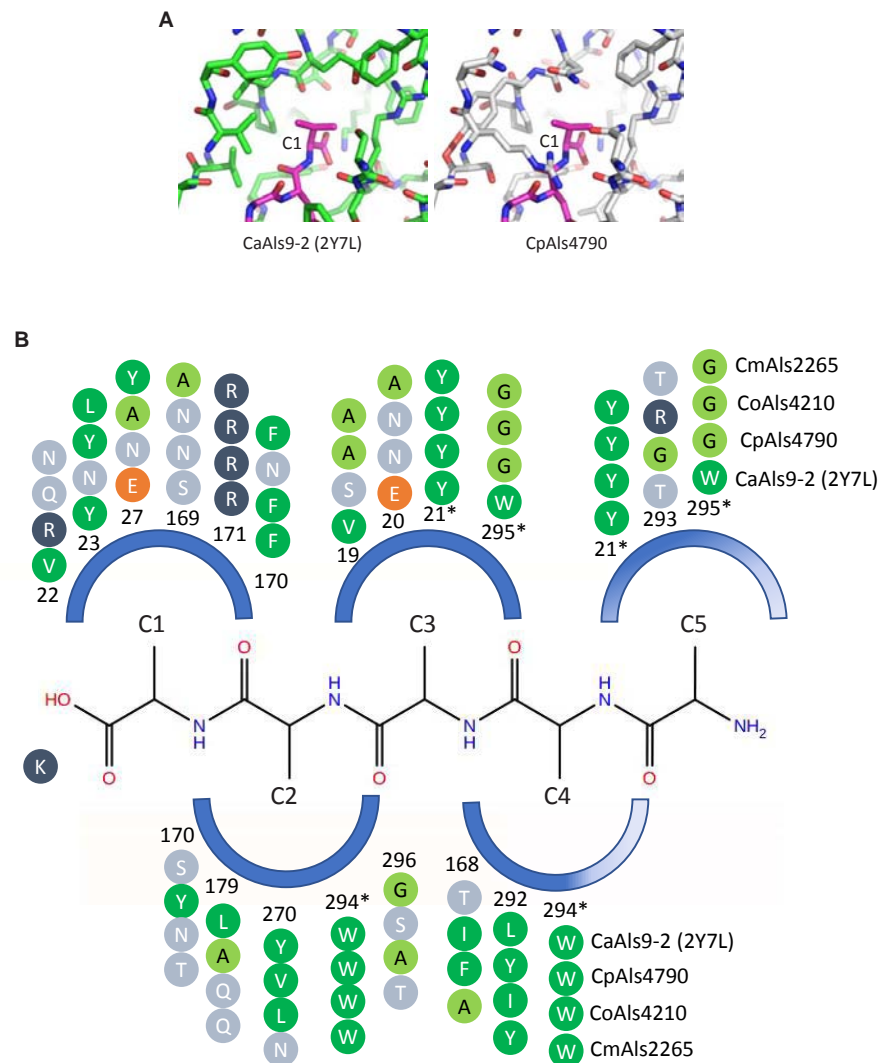 A
C1
C1
CaAls9-2 (2Y7L)
CpAls4790
B
N Q R V 22
L Y N Y 23
Y A N E 27
A N N S 169
R R R R 171
F N F F 170
A A S V 19
A N N E 20
Y Y Y Y 21*
G G G W 295*
Y Y Y Y 21*
T R G T 293
G G G W 295*
CmAls2265
CoAls4210
CpAls4790
CaAls9-2 (2Y7L)
C1
C3
C5
O
H
N
O
H
N
HO
N
H
N
H
NH2
O
O
O
K
C2
C4
170 S Y N T
179 L A Q Q
270 Y V L N
294* W W W W
296 G S A T
168 T I F A
292 L Y I Y
294* W W W W
CaAls9-2 (2Y7L)
CpAls4790
CoAls4210
CmAls2265